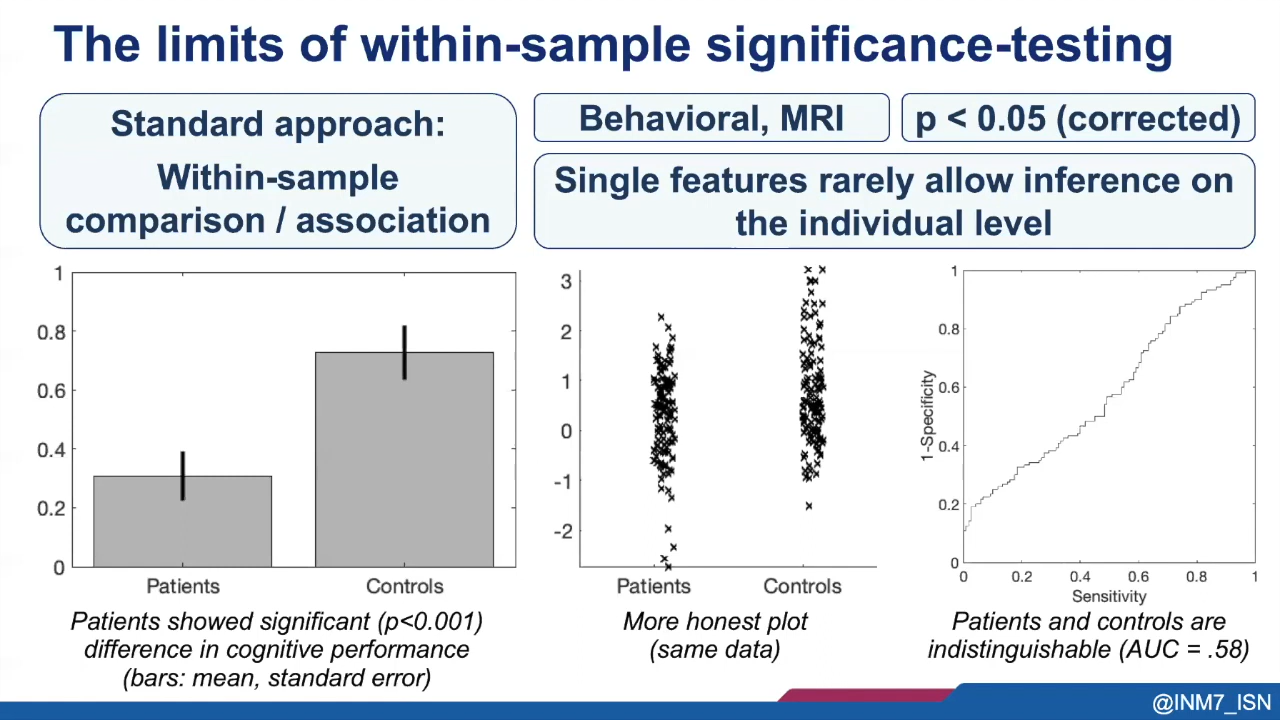 The limits of within-sample significance-testing
Standard approach:
Within-sample
comparison / association
Behavioral, MRI
p < 0.05 (corrected)
Single features rarely allow inference on
the individual level
1
0.8
0.6
0.4
0.2
0
Patients
Controls
Patients showed significant (p<0.001)
difference in cognitive performance
(bars: mean, standard error)
3
2
1
0
-1
-2
Patients
Controls
More honest plot
(same data)
1
0.8
0.6
0.4
0.2
0
1-Specificity
0
0.2
0.4
0.6
0.8
1
Sensitivity
Patients and controls are
indistinguishable (AUC = .58)
@INM7_ISN